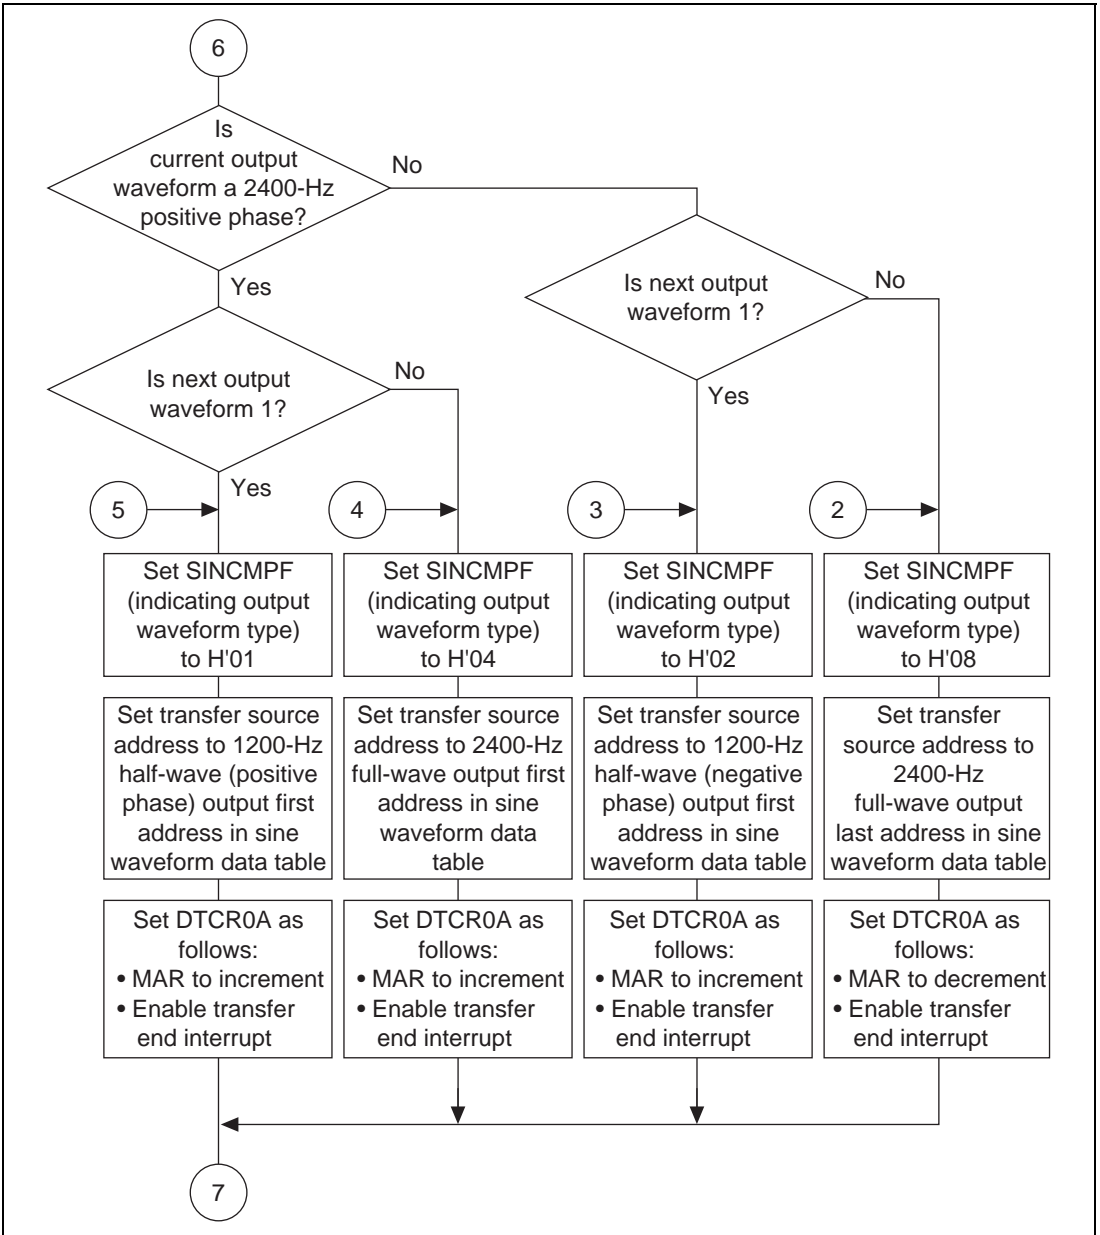 6
Is
current output
waveform a 2400-Hz
positive phase?
No
Yes
Is next output
waveform 1?
No
Yes
Is next output
waveform 1?
No
Yes
5
4
3
2
Set SINCMPF
(indicating output
waveform type)
to H'01
Set SINCMPF
(indicating output
waveform type)
to H'04
Set SINCMPF
(indicating output
waveform type)
to H'02
Set SINCMPF
(indicating output
waveform type)
to H'08
Set transfer source
address to 1200-Hz
half-wave (positive
phase) output first
address in sine
waveform data table
Set transfer source
address to 2400-Hz
full-wave output first
address in sine
waveform data
table
Set transfer source
address to 1200-Hz
half-wave (negative
phase) output first
address in sine
waveform data table
Set transfer
source address to
2400-Hz
full-wave output
last address in sine
waveform data table
Set DTCR0A as
follows:
• MAR to increment
• Enable transfer
end interrupt
Set DTCR0A as
follows:
• MAR to increment
• Enable transfer
end interrupt
Set DTCR0A as
follows:
• MAR to increment
• Enable transfer
end interrupt
Set DTCR0A as
follows:
• MAR to decrement
• Enable transfer
end interrupt
7